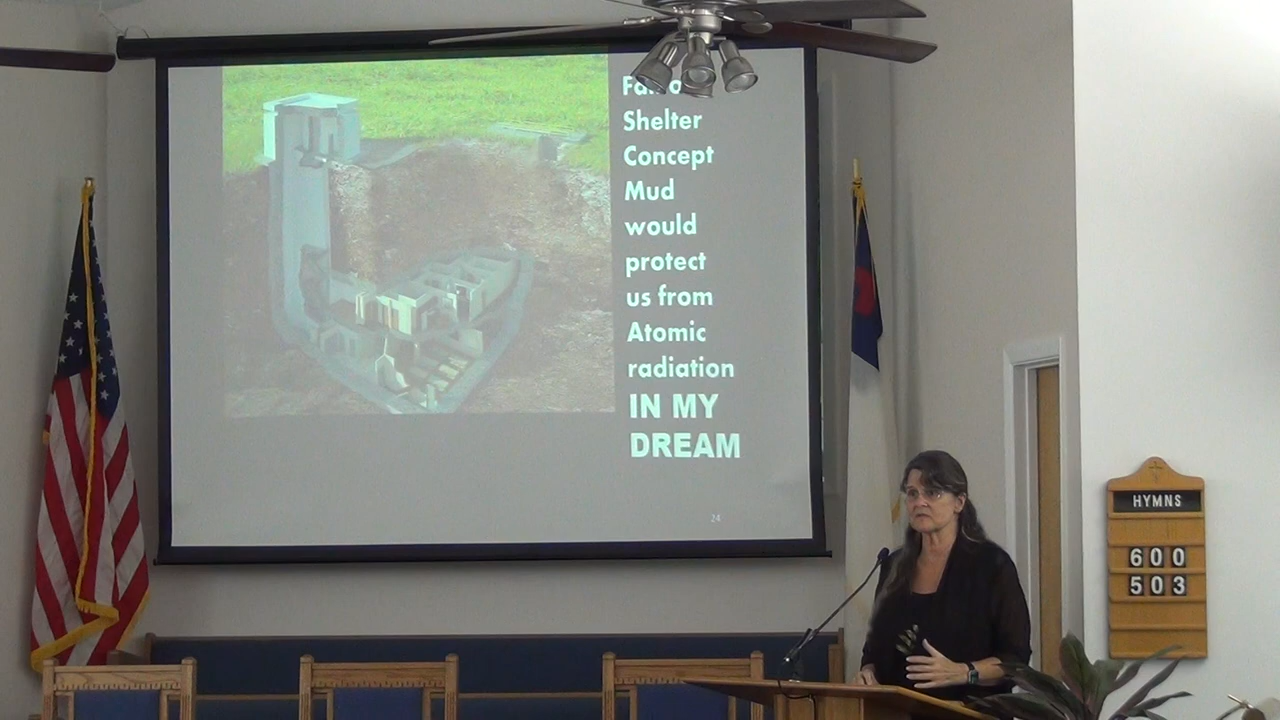 Shelter
Concept
Mud
would
protect
us from
Atomic
radiation
IN MY
DREAM
24
HYMNS
600
503